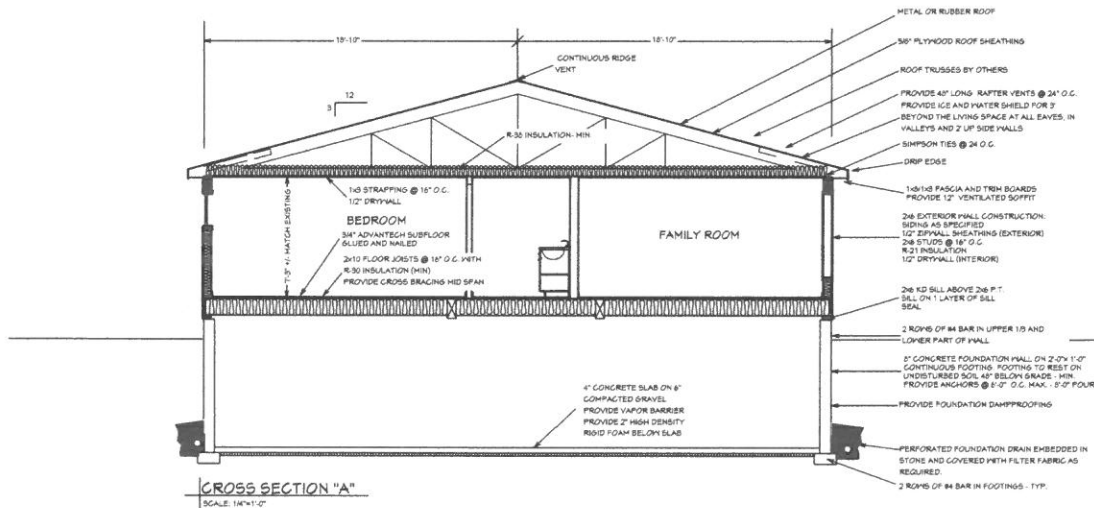 18'-10"
18'-10"
CONTINUOUS RIDGE
VENT
12
3
R-38 INSULATION- MIN
METAL OR RUBBER ROOF
5/8" PLYWOOD ROOF SHEATHING
ROOF TRUSSES BY OTHERS
PROVIDE 48" LONG RAFTER VENTS @ 24" O.C.
PROVIDE ICE AND WATER SHIELD FOR 3'
BEYOND THE LIVING SPACE AT ALL EAVES, IN
VALLEYS AND 2' UP SIDE WALLS
SIMPSON TIES @ 24 O.C.
DRIP EDGE
1x8/1x3 FASCIA AND TRIM BOARDS
PROVIDE 12" VENTILATED SOFFIT
1x3 STRAPPING @ 16" O.C.
1/2" DRYWALL
BEDROOM
3/4" ADVANTECH SUBFLOOR
GLUED AND NAILED
2x10 FLOOR JOISTS @ 16" O.C. WITH
R-30 INSULATION (MIN)
PROVIDE CROSS BRACING MID SPAN
7'-3" +/- MATCH EXISTING
FAMILY ROOM
2x6 EXTERIOR WALL CONSTRUCTION:
SIDING AS SPECIFIED
1/2" ZIPWALL SHEATHING (EXTERIOR)
2x6 STUDS @ 16" O.C.
R-21 INSULATION
1/2" DRYWALL (INTERIOR)
2x6 KD SILL ABOVE 2x6 P.T.
SILL ON 1 LAYER OF SILL
SEAL
2 ROWS OF #4 BAR IN UPPER 1/3 AND
LOWER PART OF WALL
8" CONCRETE FOUNDATION WALL ON 2'-0"x 1'-0"
CONTINUOUS FOOTING. FOOTING TO REST ON
UNDISTURBED SOIL 48" BELOW GRADE - MIN.
PROVIDE ANCHORS @ 6'-0" O.C. MAX. - 8'-0" POUR
PROVIDE FOUNDATION DAMPPROOFING
4" CONCRETE SLAB ON 6"
COMPACTED GRAVEL
PROVIDE VAPOR BARRIER
PROVIDE 2" HIGH DENSITY
RIGID FOAM BELOW SLAB
PERFORATED FOUNDATION DRAIN EMBEDDED IN
STONE AND COVERED WITH FILTER FABRIC AS
REQUIRED.
2 ROWS OF #4 BAR IN FOOTINGS - TYP.
CROSS SECTION "A"
SCALE: 1/4"=1'-0"